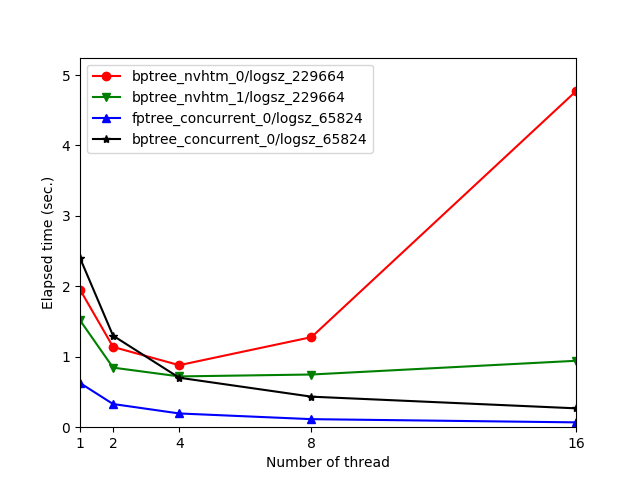 bptree_nvhtm_0/logsz_229664
bptree_nvhtm_1/logsz_229664
fptree_concurrent_0/logsz_65824
bptree_concurrent_0/logsz_65824
5
4
3
2
1
0
Elapsed time (sec.)
1 2 4 8 16
Number of thread